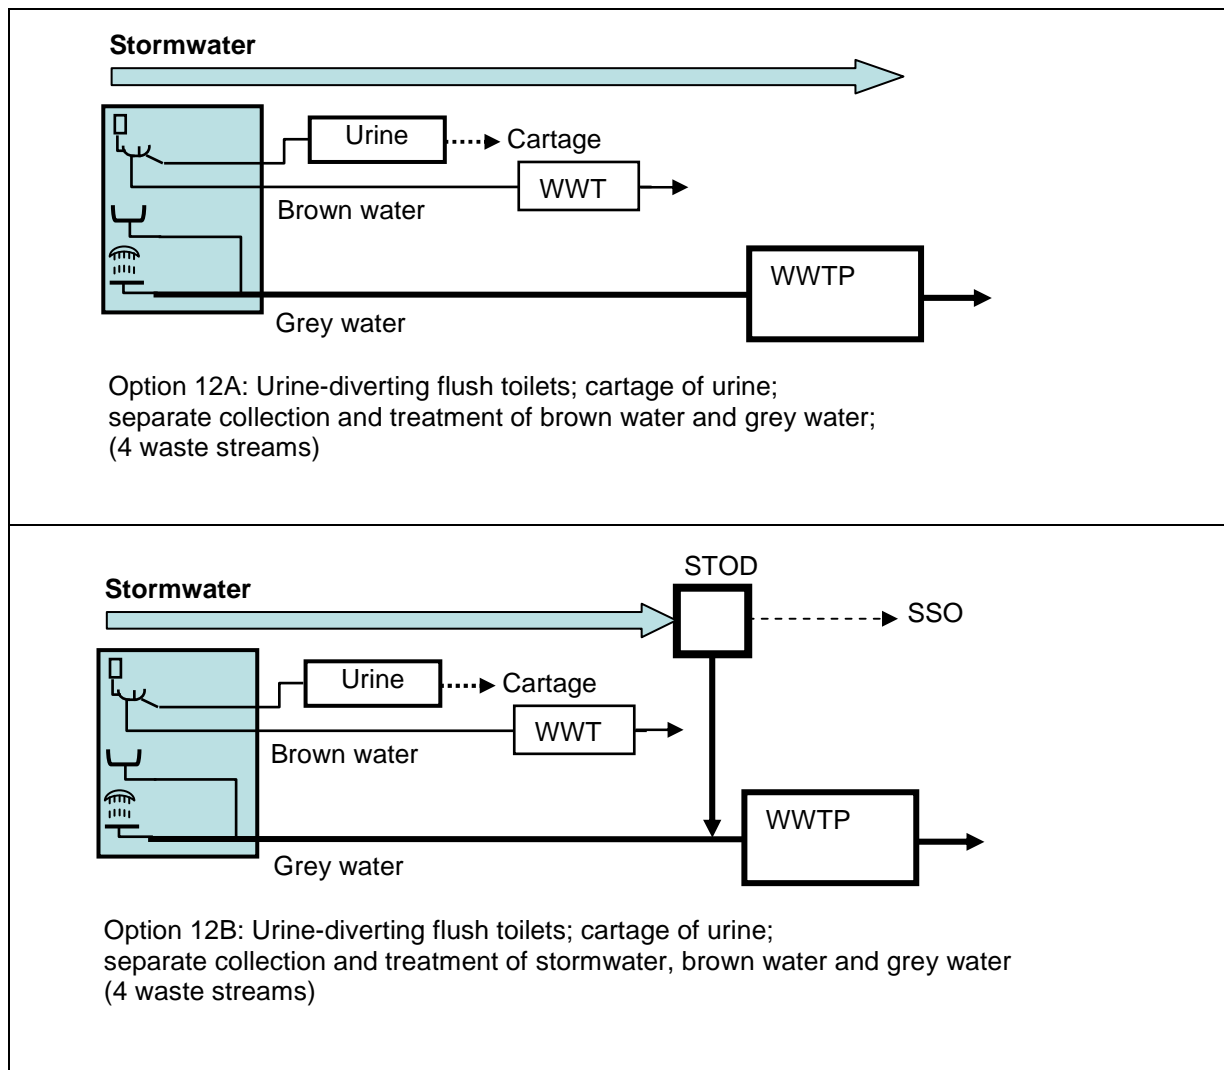 Stormwater
Urine
Cartage
WWT
Brown water
WWTP
Grey water
Option 12A: Urine-diverting flush toilets; cartage of urine;
separate collection and treatment of brown water and grey water;
(4 waste streams)
STOD
Stormwater
SSO
Urine
Cartage
WWT
Brown water
WWTP
Grey water
Option 12B: Urine-diverting flush toilets; cartage of urine;
separate collection and treatment of stormwater, brown water and grey water
(4 waste streams)